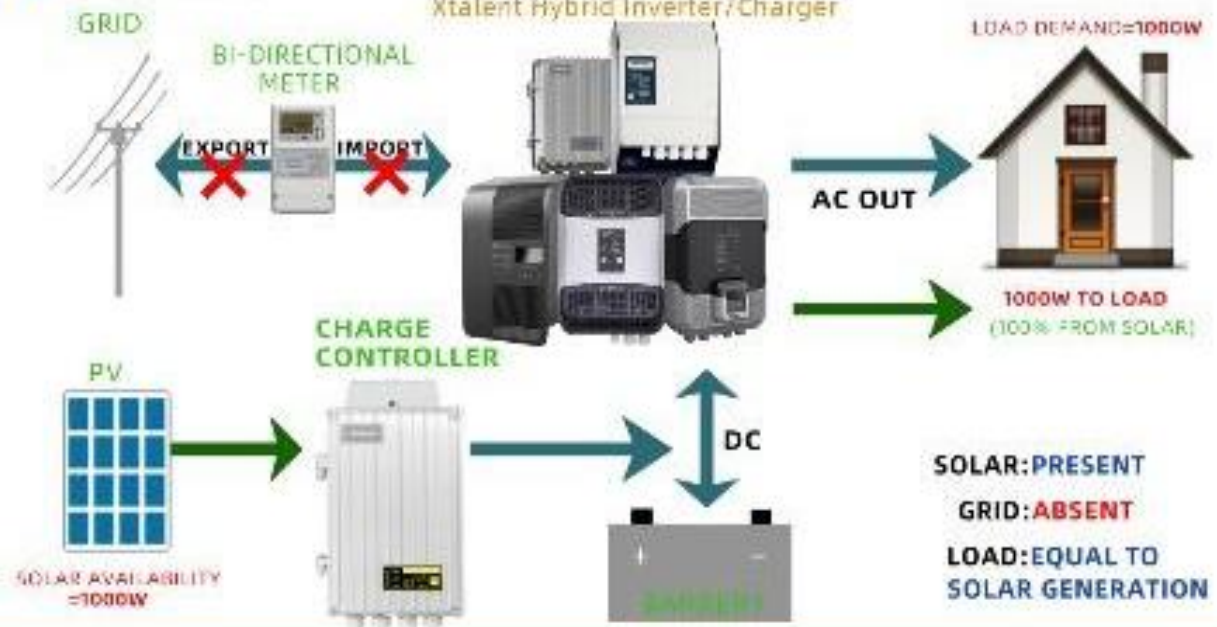 Xtalent Hybrid Inverter/Charger
GRID
LOAD DEMAND=1000W
BI-DIRECTIONAL
METER
EXPORT
IMPORT
AC OUT
1000W TO LOAD
(100% FROM SOLAR)
CHARGE
CONTROLLER
PV
DC
SOLAR:PRESENT
GRID:ABSENT
LOAD:EQUAL TO
SOLAR GENERATION
SOLAR AVAILABILITY
=1000W
+
-
BATTERY